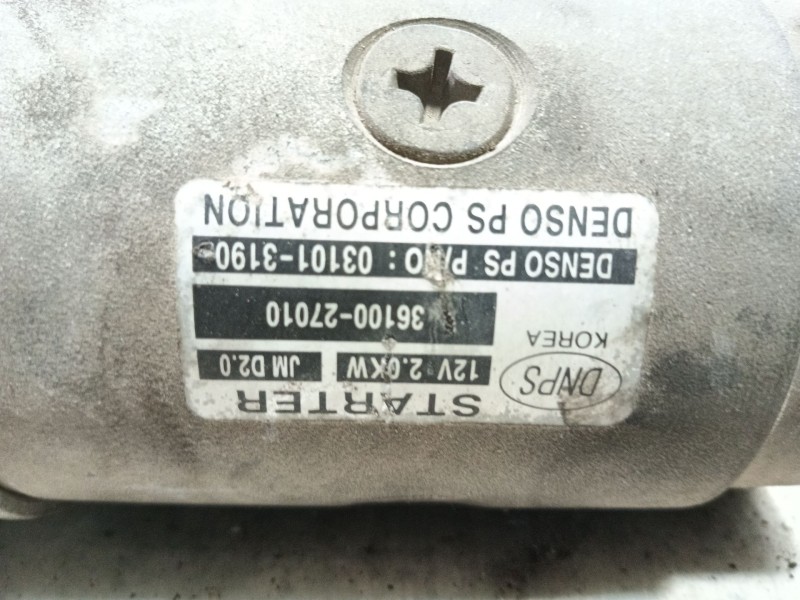 STARTER
DNPS
12V 2.0KW JM D2.0
KOREA
36100-27010
DENSO PS P/NO : 03101-3190
DENSO PS CORPORATION